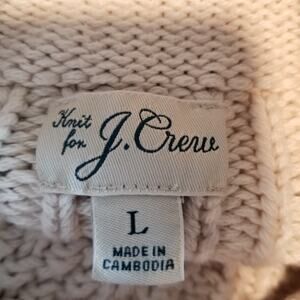 Knit
for J.Crew
L
MADE IN
CAMBODIA